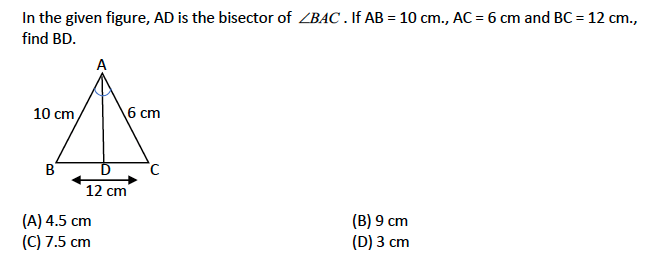 In the given figure, AD is the bisector of ∠BAC . If AB = 10 cm., AC = 6 cm and BC = 12 cm.,
find BD.
A
10 cm 6 cm
B D C
12 cm
(A) 4.5 cm (B) 9 cm
(C) 7.5 cm (D) 3 cm